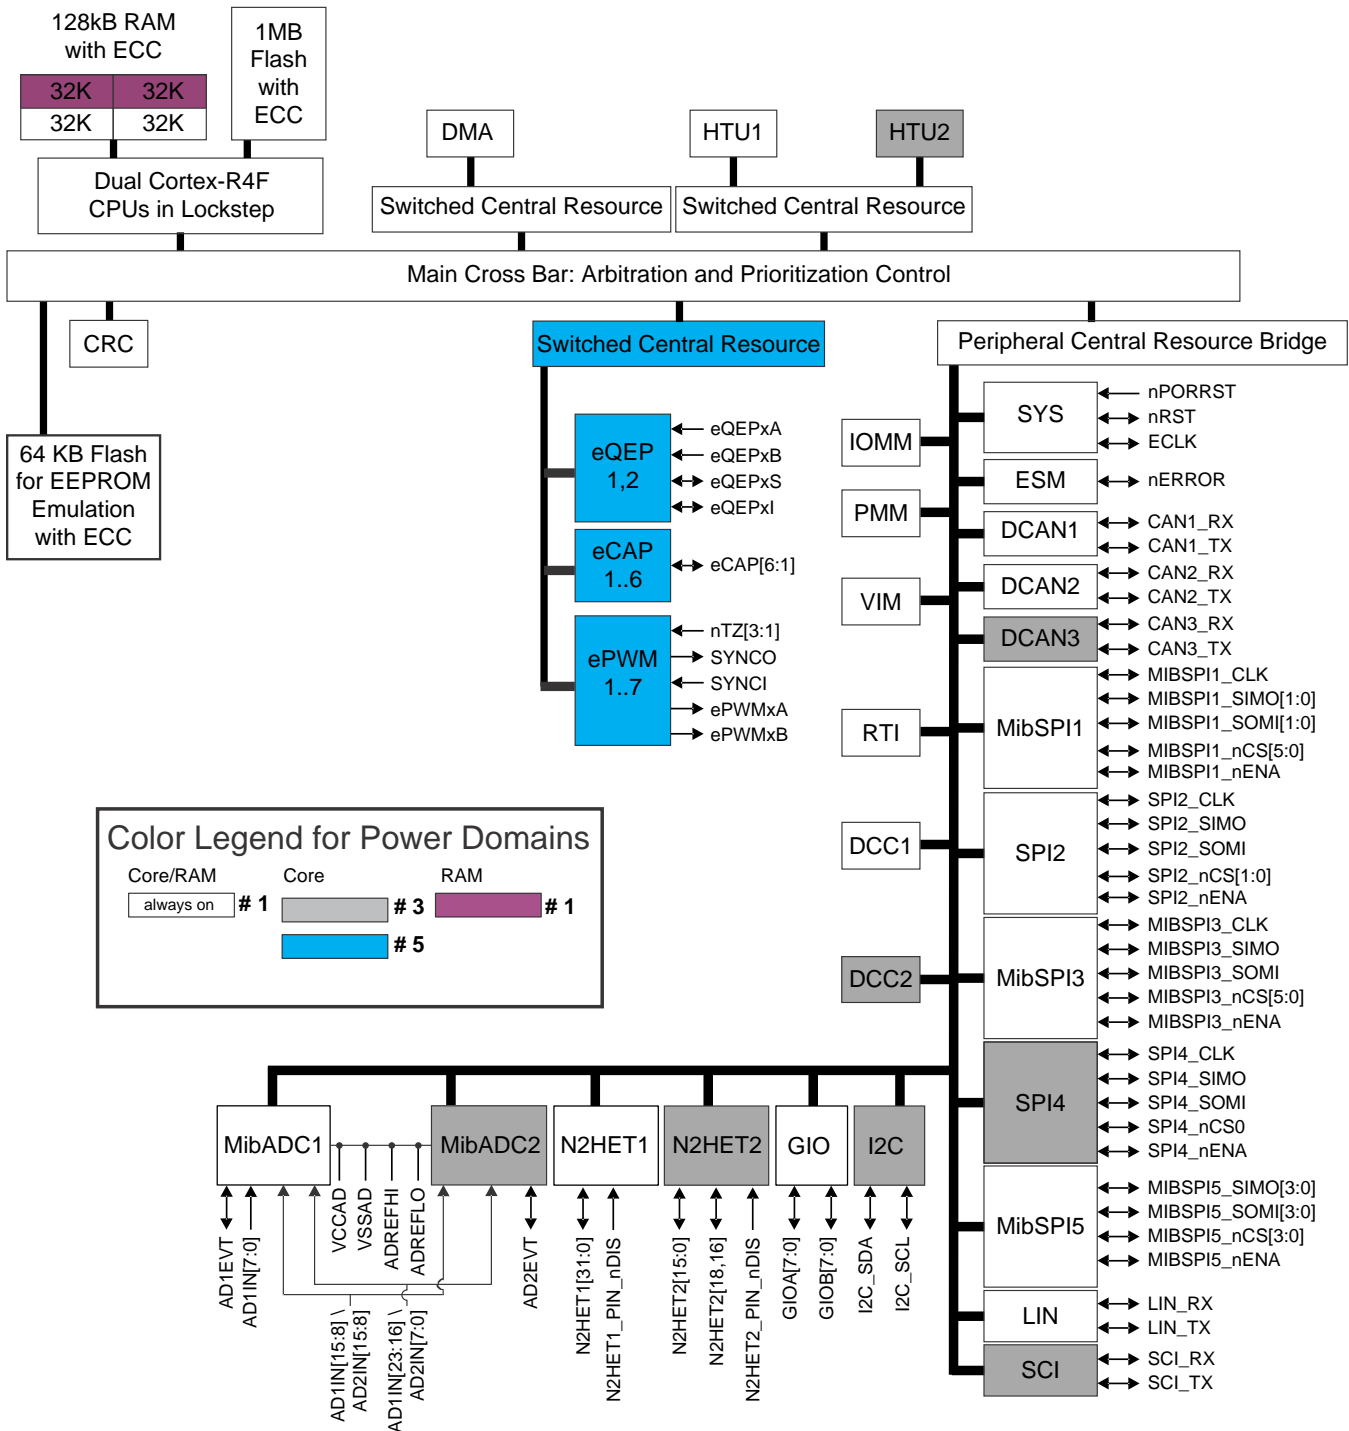 128kB RAM
with ECC
32K 32K
32K 32K
1MB
Flash
with
ECC
Dual Cortex-R4F
CPUs in Lockstep
DMA
HTU1
HTU2
Switched Central Resource
Switched Central Resource
Main Cross Bar: Arbitration and Prioritization Control
CRC
64 KB Flash
for EEPROM
Emulation
with ECC
Switched Central Resource
Peripheral Central Resource Bridge
eQEP
1,2
eQEPxA
eQEPxB
eQEPxS
eQEPxI
eCAP
1..6
eCAP[6:1]
ePWM
1..7
nTZ[3:1]
SYNCO
SYNCI
ePWMxA
ePWMxB
IOMM
PMM
VIM
RTI
DCC1
DCC2
SYS
nPORRST
nRST
ECLK
ESM
nERROR
DCAN1
CAN1_RX
CAN1_TX
DCAN2
CAN2_RX
CAN2_TX
DCAN3
CAN3_RX
CAN3_TX
MibSPI1
MIBSPI1_CLK
MIBSPI1_SIMO[1:0]
MIBSPI1_SOMI[1:0]
MIBSPI1_nCS[5:0]
MIBSPI1_nENA
SPI2
SPI2_CLK
SPI2_SIMO
SPI2_SOMI
SPI2_nCS[1:0]
SPI2_nENA
MibSPI3
MIBSPI3_CLK
MIBSPI3_SIMO
MIBSPI3_SOMI
MIBSPI3_nCS[5:0]
MIBSPI3_nENA
SPI4
SPI4_CLK
SPI4_SIMO
SPI4_SOMI
SPI4_nCS0
SPI4_nENA
MibSPI5
MIBSPI5_SIMO[3:0]
MIBSPI5_SOMI[3:0]
MIBSPI5_nCS[3:0]
MIBSPI5_nENA
LIN
LIN_RX
LIN_TX
SCI
SCI_RX
SCI_TX
Color Legend for Power Domains
Core/RAM Core RAM
always on # 1 # 3 # 1
# 5
MibADC1
MibADC2
N2HET1
N2HET2
GIO
I2C
AD1EVT
AD1IN[7:0]
VCCAD
VSSAD
ADREFHI
ADREFLO
AD1IN[15:8] \
AD2IN[15:8]
AD1IN[23:16] \
AD2IN[7:0]
AD2EVT
N2HET1[31:0]
N2HET1_PIN_nDIS
N2HET2[15:0]
N2HET2[18,16]
N2HET2_PIN_nDIS
GIOA[7:0]
GIOB[7:0]
I2C_SDA
I2C_SCL